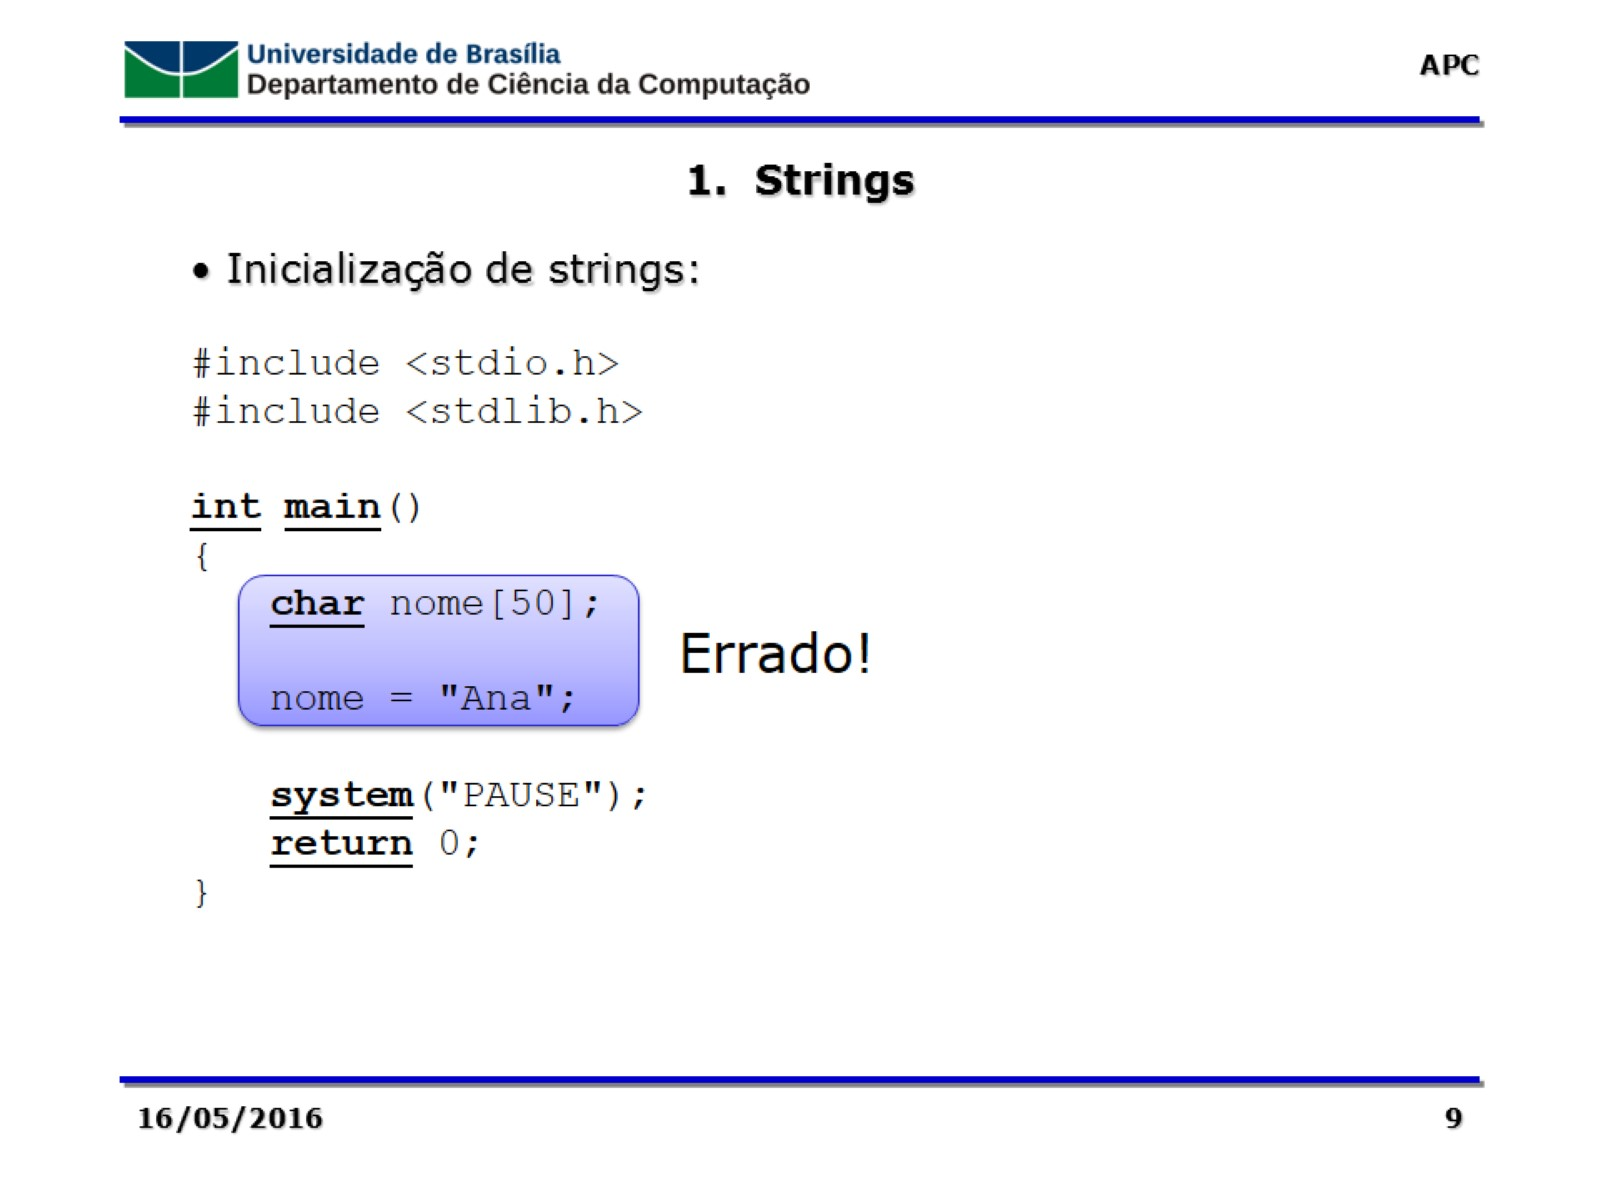 Universidade de Brasília
Departamento de Ciência da Computação
APC
1. Strings
• Inicialização de strings:
#include <stdio.h>
#include <stdlib.h>
int main()
{
char nome[50];
nome = "Ana";
Errado!
system("PAUSE");
return 0;
}
16/05/2016
9